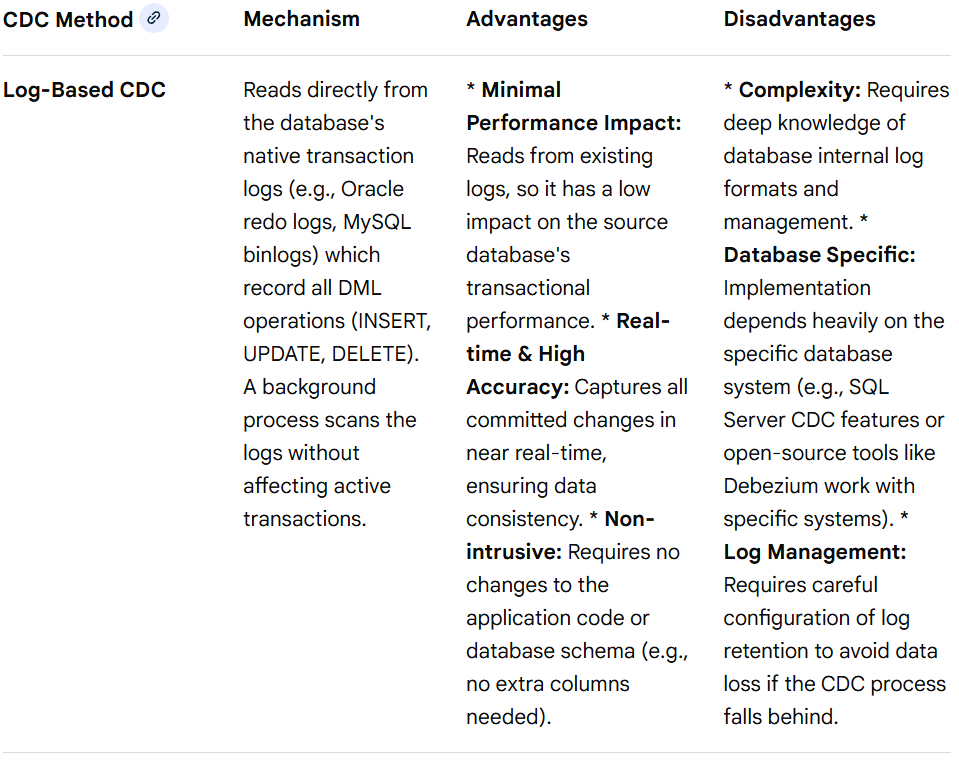 CDC Method
Mechanism
Advantages
Disadvantages
Log-Based CDC
Reads directly from
the database's
native transaction
logs (e.g., Oracle
redo logs, MySQL
binlogs) which
record all DML
operations (INSERT,
UPDATE, DELETE).
A background
process scans the
logs without
affecting active
transactions.
* Minimal
Performance Impact:
Reads from existing
logs, so it has a low
impact on the source
database's
transactional
performance. * Real-
time & High
Accuracy: Captures all
committed changes in
near real-time,
ensuring data
consistency. * Non-
intrusive: Requires no
changes to the
application code or
database schema (e.g.,
no extra columns
needed).
* Complexity: Requires
deep knowledge of
database internal log
formats and
management. *
Database Specific:
Implementation
depends heavily on the
specific database
system (e.g., SQL
Server CDC features or
open-source tools like
Debezium work with
specific systems). *
Log Management:
Requires careful
configuration of log
retention to avoid data
loss if the CDC process
falls behind.